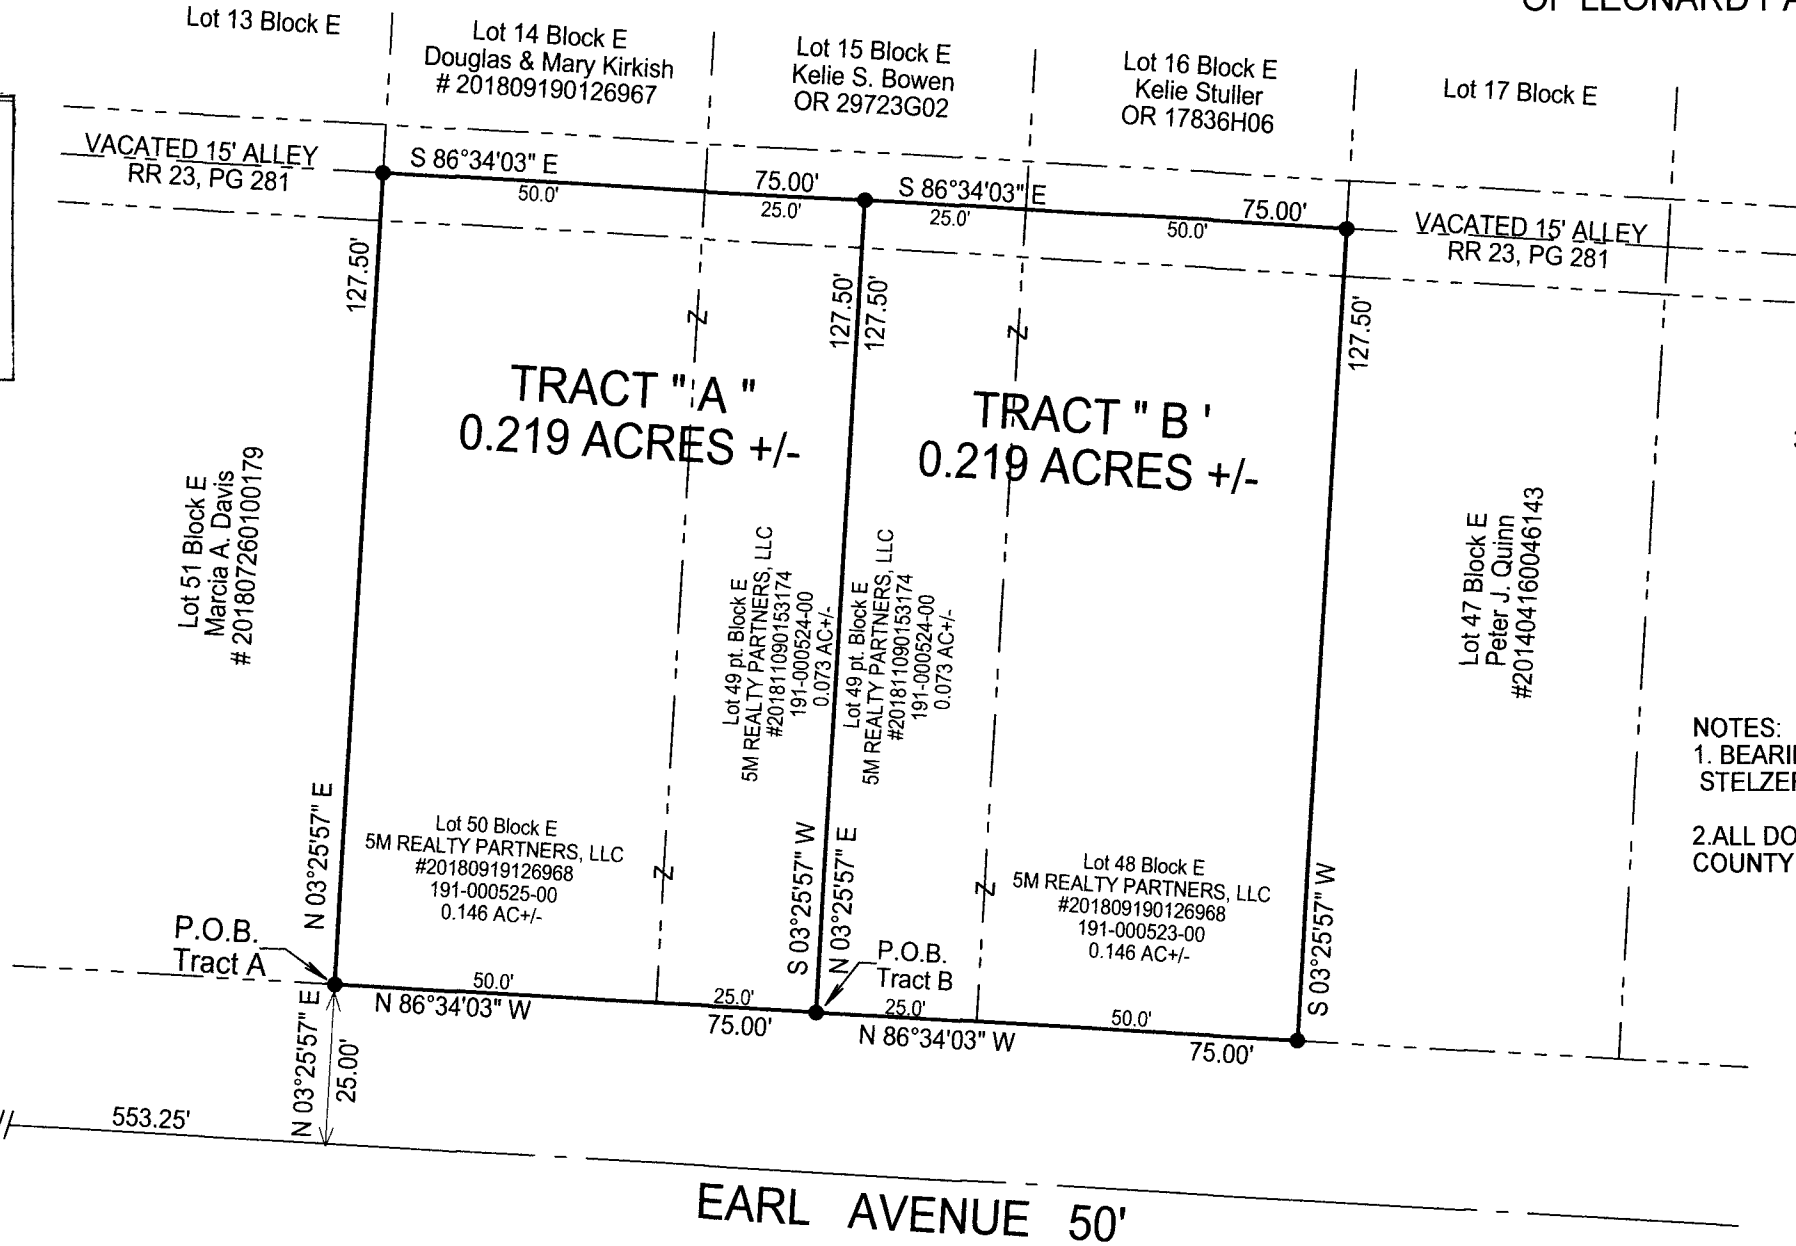 OF LEONARD PA
Lot 13 Block E
Lot 14 Block E
Douglas & Mary Kirkish
# 201809190126967
Lot 15 Block E
Kelie S. Bowen
OR 29723G02
Lot 16 Block E
Kelie Stuller
OR 17836H06
Lot 17 Block E
VACATED 15' ALLEY
RR 23, PG 281
S 86°34'03" E
50.0'
75.00'
25.0'
S 86°34'03" E
25.0'
75.00'
50.0'
VACATED 15' ALLEY
RR 23, PG 281
127.50'
127.50'
127.50'
127.50'
Z
Z
TRACT " A "
0.219 ACRES +/-
TRACT " B '
0.219 ACRES +/-
Lot 51 Block E
Marcia A. Davis
# 201807260100179
Lot 49 pt. Block E
5M REALTY PARTNERS, LLC
#201811090153174
191-000524-00
0.073 AC+/-
Lot 49 pt. Block E
5M REALTY PARTNERS, LLC
#201811090153174
191-000524-00
0.073 AC+/-
Lot 47 Block E
Peter J. Quinn
#201404160046143
NOTES:
1. BEARI
STELZE
2.ALL DO
COUNTY
N 03°25'57" E
Lot 50 Block E
5M REALTY PARTNERS, LLC
#20180919126968
191-000525-00
0.146 AC+/-
Z
S 03°25'57" W
N 03°25'57" E
Z
Lot 48 Block E
5M REALTY PARTNERS, LLC
#201809190126968
191-000523-00
0.146 AC+/-
S 03°25'57" W
P.O.B.
Tract A
P.O.B.
Tract B
50.0'
N 86°34'03" W
25.0'
75.00'
25.0'
N 86°34'03" W
50.0'
75.00'
N 03°25'57" E
25.00'
553.25'
EARL AVENUE 50'